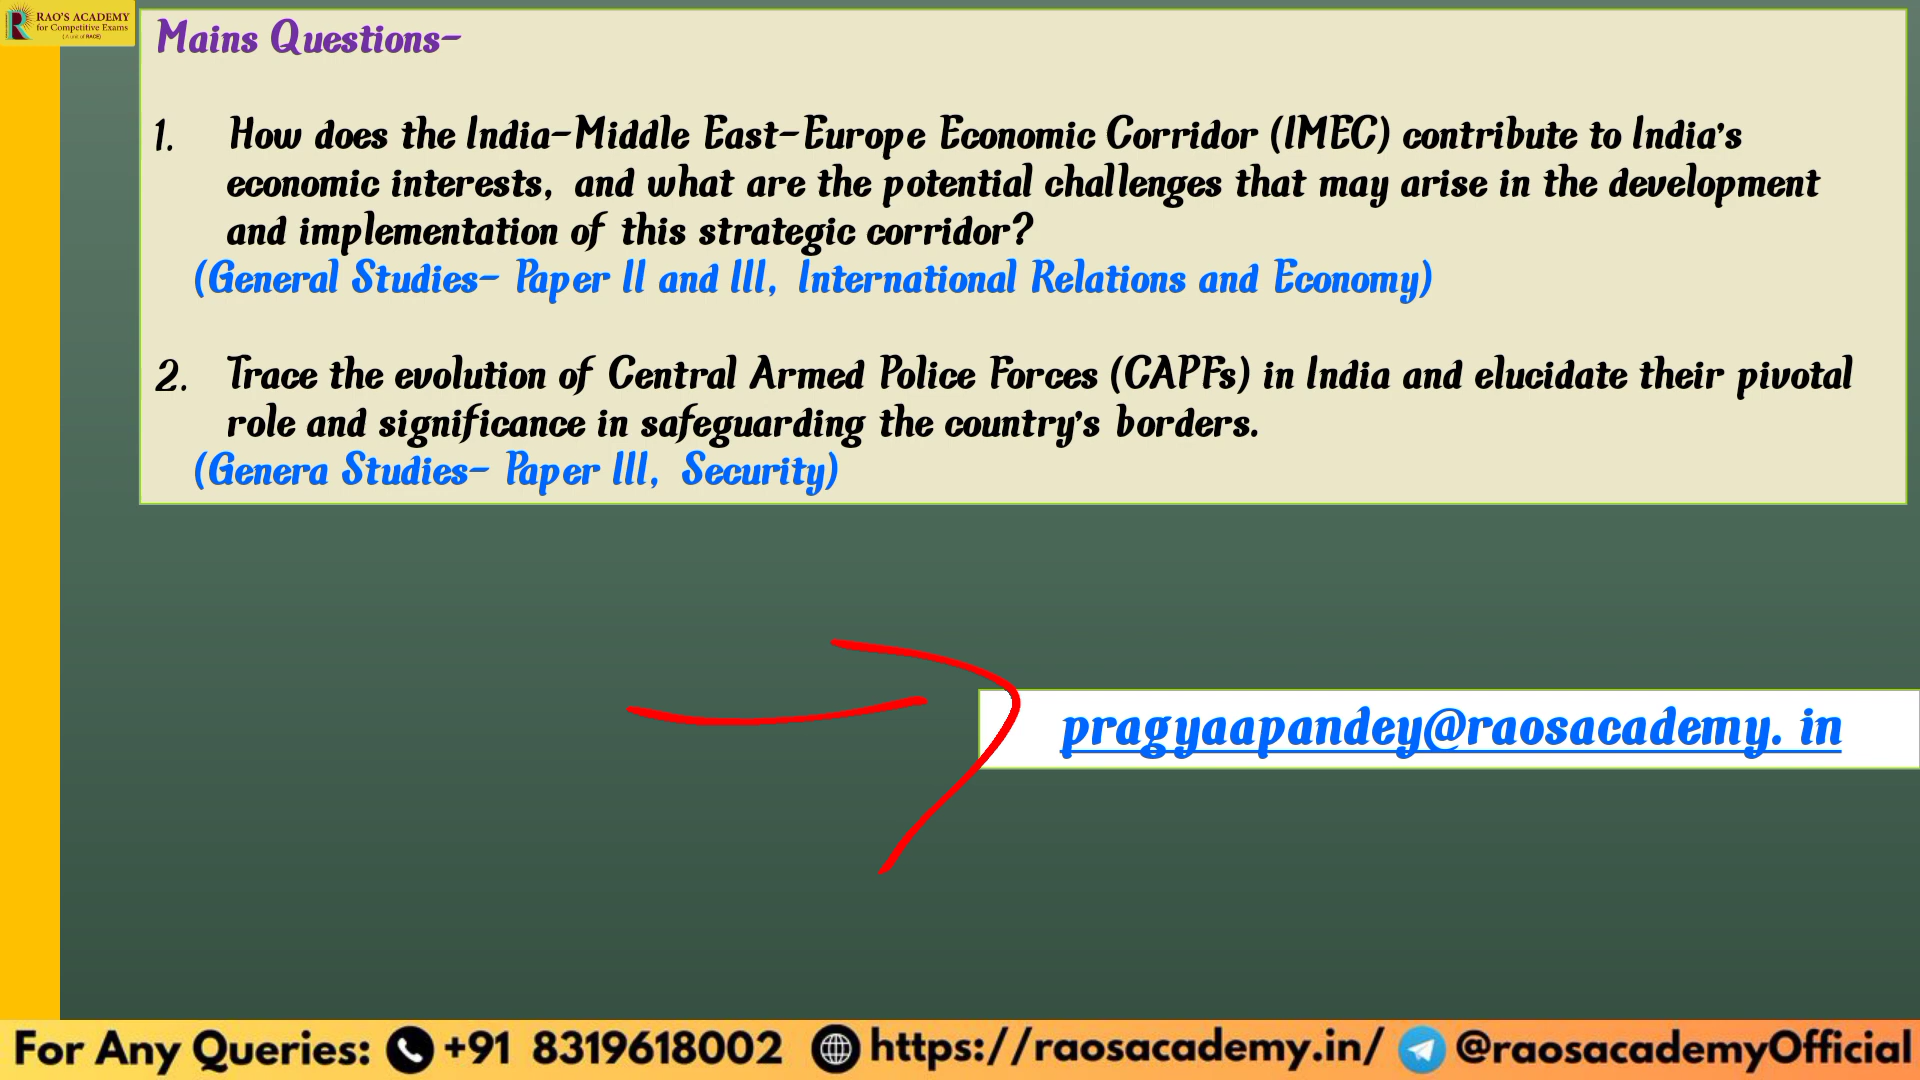 RAO'S ACADEMY
for Competitive Exams
(A unit of RACE)
Mains Questions-
1. How does the India-Middle East-Europe Economic Corridor (IMEC) contribute to India's
economic interests, and what are the potential challenges that may arise in the development
and implementation of this strategic corridor?
(General Studies- Paper II and III, International Relations and Economy)
2. Trace the evolution of Central Armed Police Forces (CAPFs) in India and elucidate their pivotal
role and significance in safeguarding the country's borders.
(Genera Studies- Paper III, Security)
pragyaapandey@raosacademy. in
For Any Queries: +91 8319618002 https://raosacademy.in/ @raosacademyOfficial